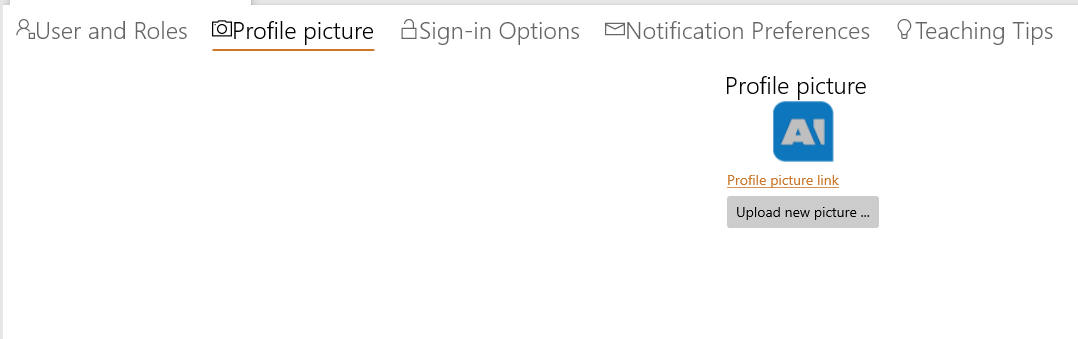 User and Roles Profile picture Sign-in Options Notification Preferences Teaching Tips
Profile picture
AI
Profile picture link
Upload new picture ...